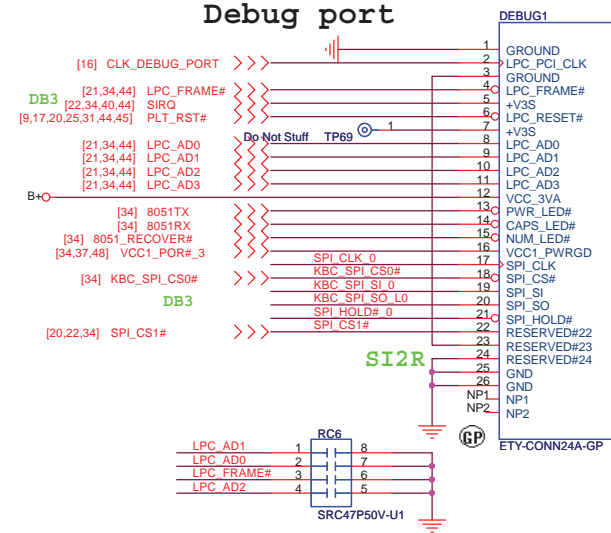 Debug port
DEBUG1
1 GROUND
[16] CLK_DEBUG_PORT 2 LPC_PCI_CLK
3 GROUND
[21,34,44] LPC_FRAME# 4 LPC_FRAME#
DB3
[22,34,40,44] SIRQ 5 +V3S
[9,17,20,25,31,44,45] PLT_RST# 6 LPC_RESET#
Do Not Stuff TP69 1 7 +V3S
[21,34,44] LPC_AD0 8 LPC_AD0
[21,34,44] LPC_AD1 9 LPC_AD1
[21,34,44] LPC_AD2 10 LPC_AD2
[21,34,44] LPC_AD3 11 LPC_AD3
B+ 12 VCC_3VA
[34] 8051TX 13 PWR_LED#
[34] 8051RX 14 CAPS_LED#
[34] 8051_RECOVER# 15 NUM_LED#
[34,37,48] VCC1_POR#_3 16 VCC1_PWRGD
SPI_CLK_0 17 SPI_CLK
[34] KBC_SPI_CS0# KBC_SPI_CS0# 18 SPI_CS#
KBC_SPI_SI_0 19 SPI_SI
DB3
KBC_SPI_SO_L0 20 SPI_SO
SPI_HOLD#_0 21 SPI_HOLD#
[20,22,34] SPI_CS1# SPI_CS1# 22 RESERVED#22
23 RESERVED#23
SI2R
24 RESERVED#24
25 GND
26 GND
NP1 NP1
NP2 NP2
GP
ETY-CONN24A-GP
RC6
LPC_AD1 1 8
LPC_AD0 2 7
LPC_FRAME# 3 6
LPC_AD2 4 5
SRC47P50V-U1